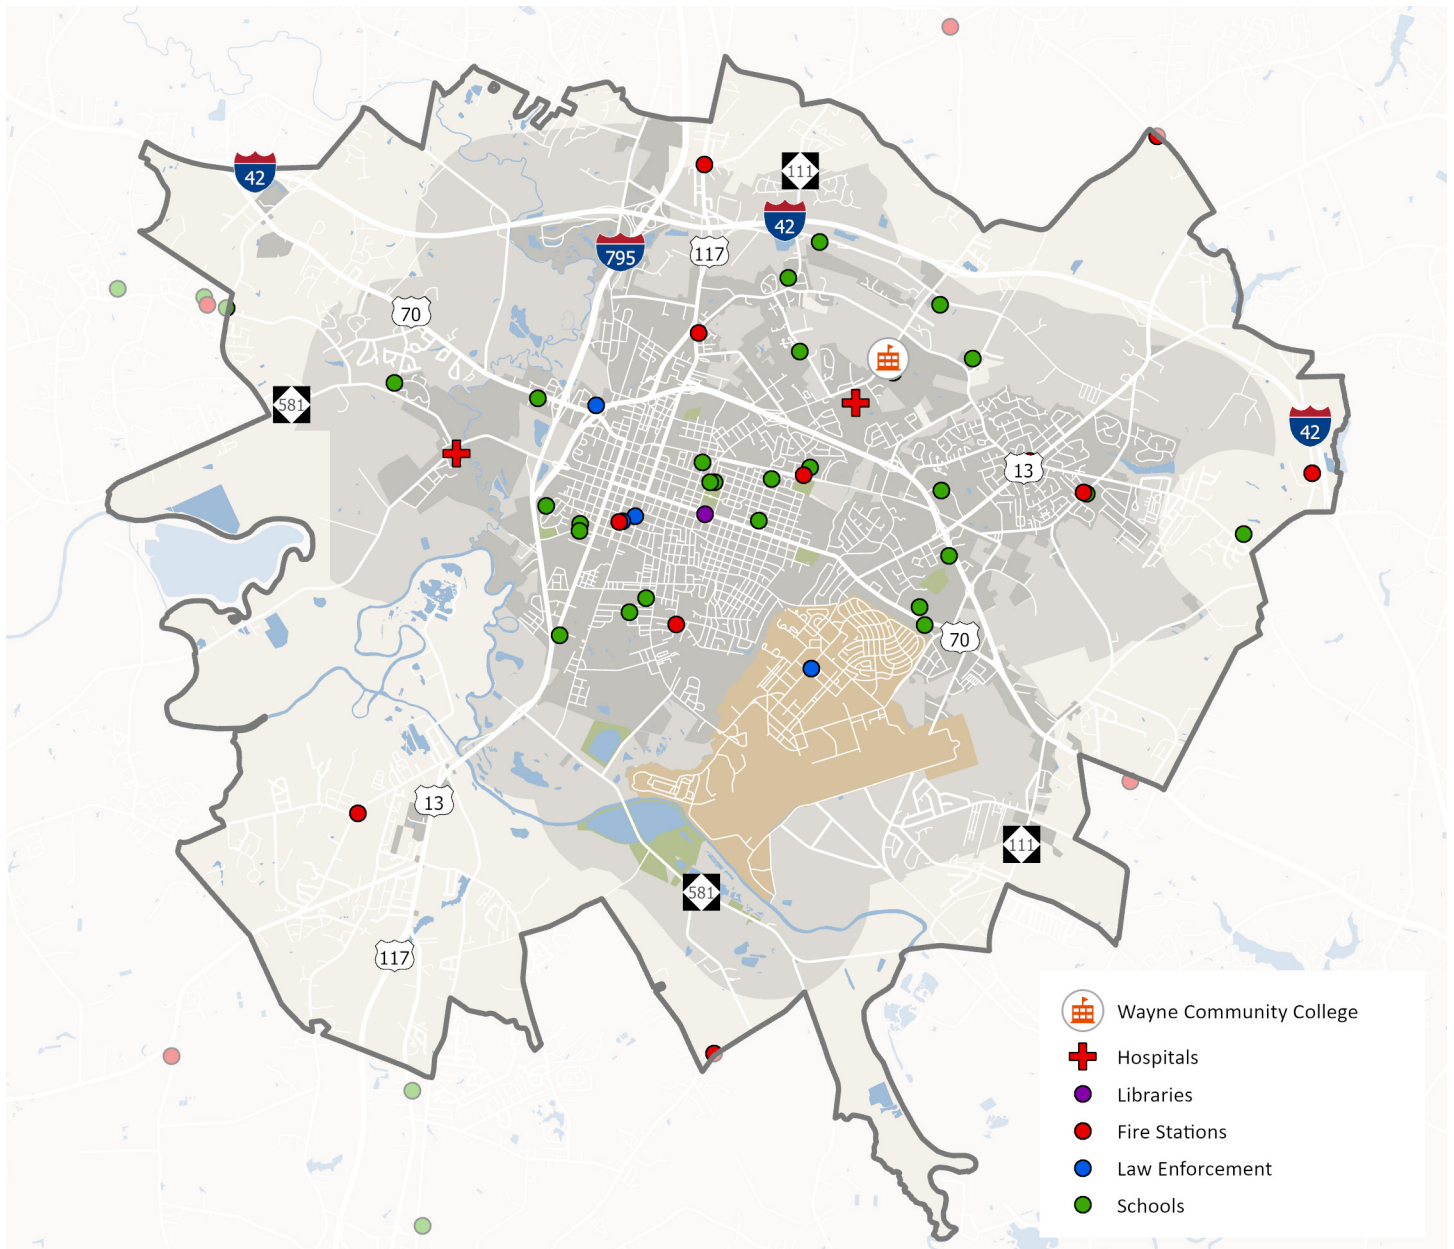 42
111
42
795
117
70
581
42
13
70
13
111
581
117
Wayne Community College
Hospitals
Libraries
Fire Stations
Law Enforcement
Schools